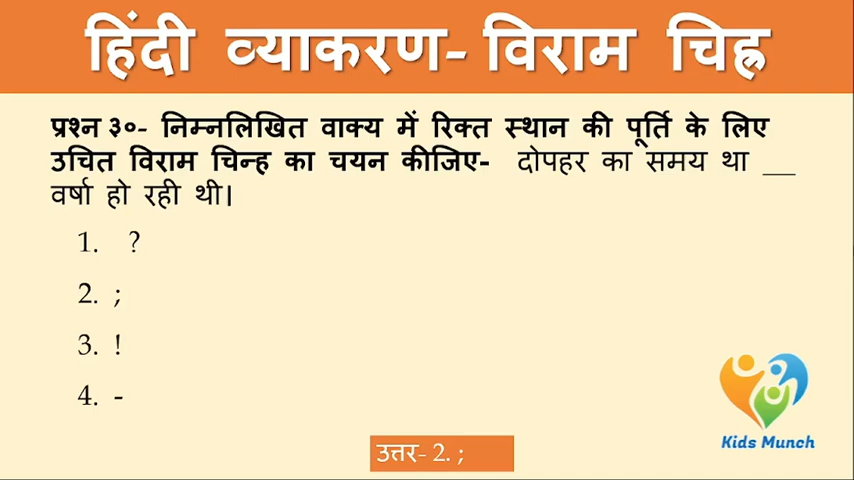 हिंदी व्याकरण- विराम चिह्न
प्रश्न ३०- निम्नलिखित वाक्य में रिक्त स्थान की पूर्ति के लिए
उचित विराम चिन्ह का चयन कीजिए- दोपहर का समय था __
वर्षा हो रही थी।
1. ?
2. ;
3. !
4. -
Kids Munch
उत्तर- 2. ;